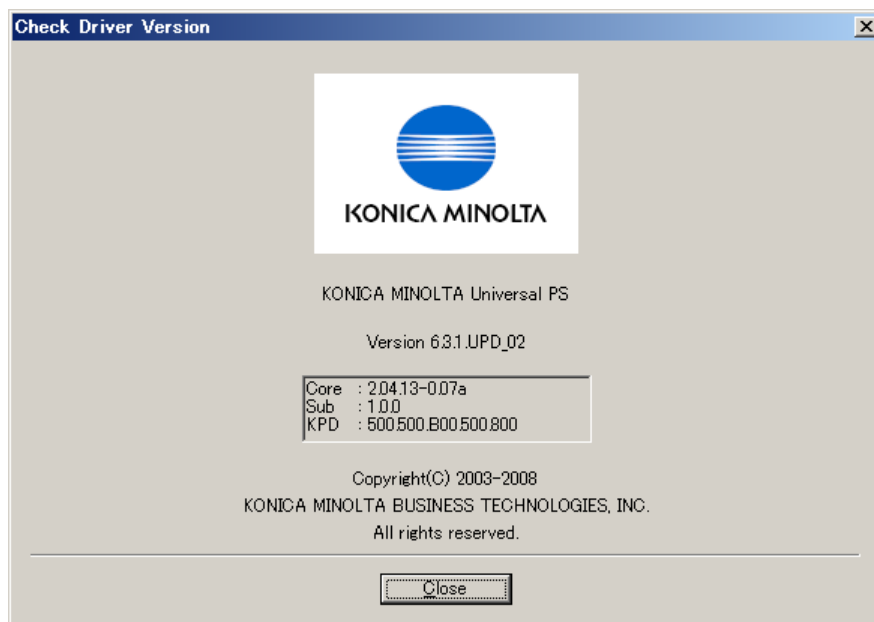 Check Driver Version
KONICA MINOLTA
KONICA MINOLTA Universal PS
Version 6.3.1.UPD_02
Core : 2.04.13-0.07a
Sub : 1.0.0
KPD : 500.500.B00.500.800
Copyright(C) 2003-2008
KONICA MINOLTA BUSINESS TECHNOLOGIES, INC.
All rights reserved.
Close